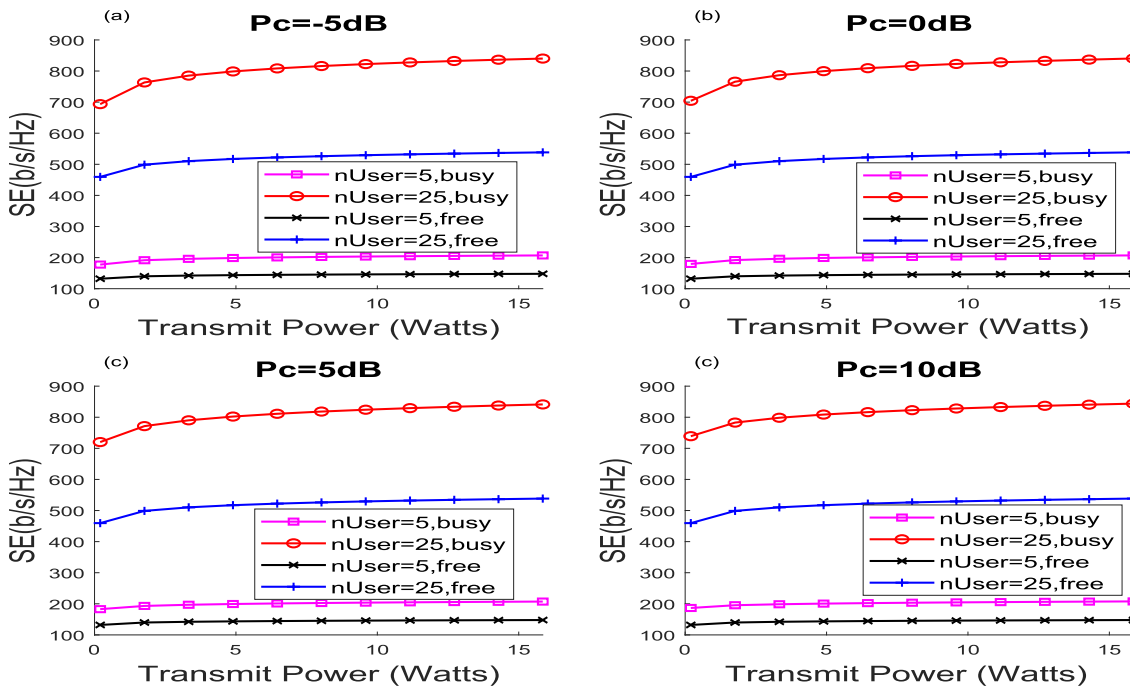 (a)
Pc=-5dB
900
800
700
600
500
400
300
200
100
SE(b/s/Hz)
nUser=5,busy
nUser=25,busy
nUser=5,free
nUser=25,free
0 5 10 15
Transmit Power (Watts)
(b)
Pc=0dB
900
800
700
600
500
400
300
200
100
SE(b/s/Hz)
nUser=5,busy
nUser=25,busy
nUser=5,free
nUser=25,free
0 5 10 15
Transmit Power (Watts)
(c)
Pc=5dB
900
800
700
600
500
400
300
200
100
SE(b/s/Hz)
nUser=5,busy
nUser=25,busy
nUser=5,free
nUser=25,free
0 5 10 15
Transmit Power (Watts)
(c)
Pc=10dB
900
800
700
600
500
400
300
200
100
SE(b/s/Hz)
nUser=5,busy
nUser=25,busy
nUser=5,free
nUser=25,free
0 5 10 15
Transmit Power (Watts)